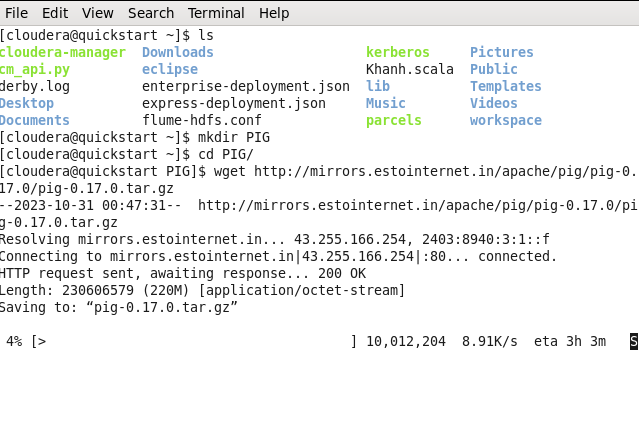 File Edit View Search Terminal Help
[cloudera@quickstart ~]$ ls
cloudera-manager Downloads kerberos Pictures
cm_api.py eclipse Khanh.scala Public
derby.log enterprise-deployment.json lib Templates
Desktop express-deployment.json Music Videos
Documents flume-hdfs.conf parcels workspace
[cloudera@quickstart ~]$ mkdir PIG
[cloudera@quickstart ~]$ cd PIG/
[cloudera@quickstart PIG]$ wget http://mirrors.estointernet.in/apache/pig/pig-0.
17.0/pig-0.17.0.tar.gz
--2023-10-31 00:47:31-- http://mirrors.estointernet.in/apache/pig/pig-0.17.0/pi
g-0.17.0.tar.gz
Resolving mirrors.estointernet.in... 43.255.166.254, 2403:8940:3:1::f
Connecting to mirrors.estointernet.in|43.255.166.254|:80... connected.
HTTP request sent, awaiting response... 200 OK
Length: 230606579 (220M) [application/octet-stream]
Saving to: “pig-0.17.0.tar.gz”
4% [> ] 10,012,204 8.91K/s eta 3h 3m S